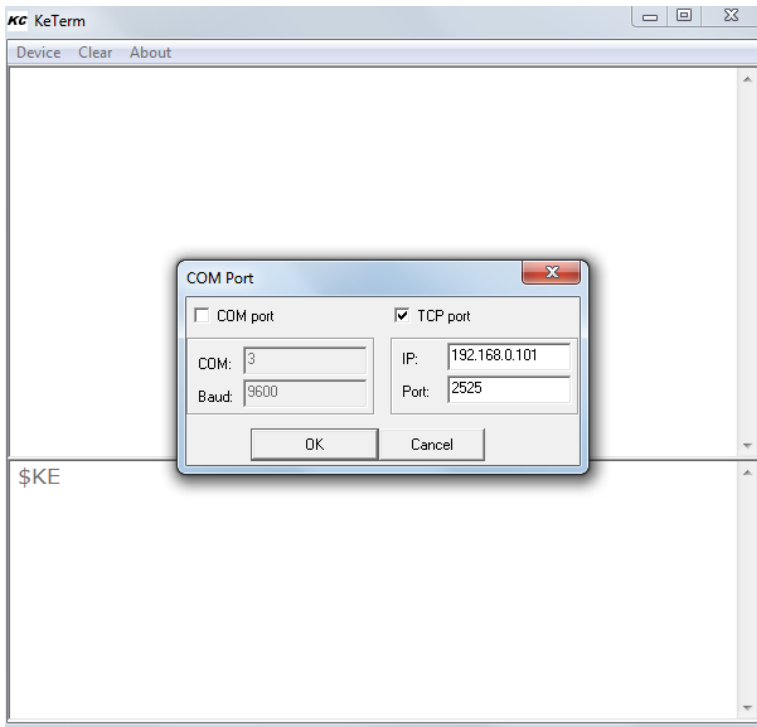 KC KeTerm
Device Clear About
COM Port
COM port
TCP port
COM: 3
Baud: 9600
IP: 192.168.0.101
Port: 2525
OK
Cancel
$KE